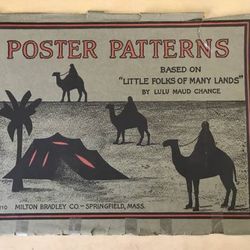 POSTER PATTERNS
BASED ON
"LITTLE FOLKS OF MANY LANDS"
BY LULU MAUD CHANCE
MILTON BRADLEY CO.—SPRINGFIELD, MASS.